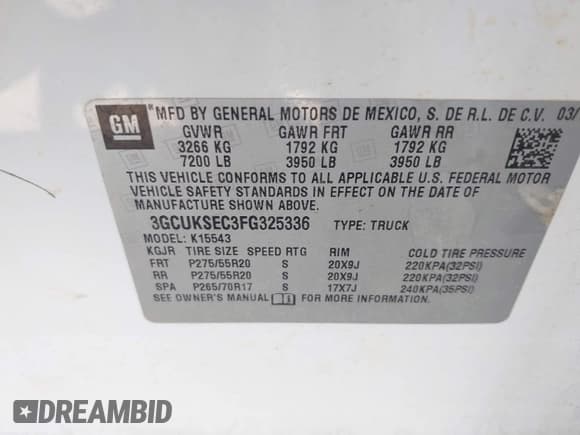 GM
MFD BY GENERAL MOTORS DE MEXICO, S. DE R.L. DE C.V. 03/
GVWR GAWR FRT GAWR RR
3266 KG 1792 KG 1792 KG
7200 LB 3950 LB 3950 LB
THIS VEHICLE CONFORMS TO ALL APPLICABLE U.S. FEDERAL MOTOR
VEHICLE SAFETY STANDARDS IN EFFECT ON THE DATE OF
MANUFACTURE SHOWN ABOVE.
3GCUKSEC3FG325336 TYPE: TRUCK
MODEL: K15543
KGJR TIRE SIZE SPEED RTG RIM COLD TIRE PRESSURE
FRT P275/55R20 S 20X9J 220KPA(32PSI)
RR P275/55R20 S 20X9J 220KPA(32PSI)
SPA P265/70R17 S 17X7J 240KPA(35PSI)
SEE OWNER'S MANUAL FOR MORE INFORMATION
DREAMBID
DREAMBID